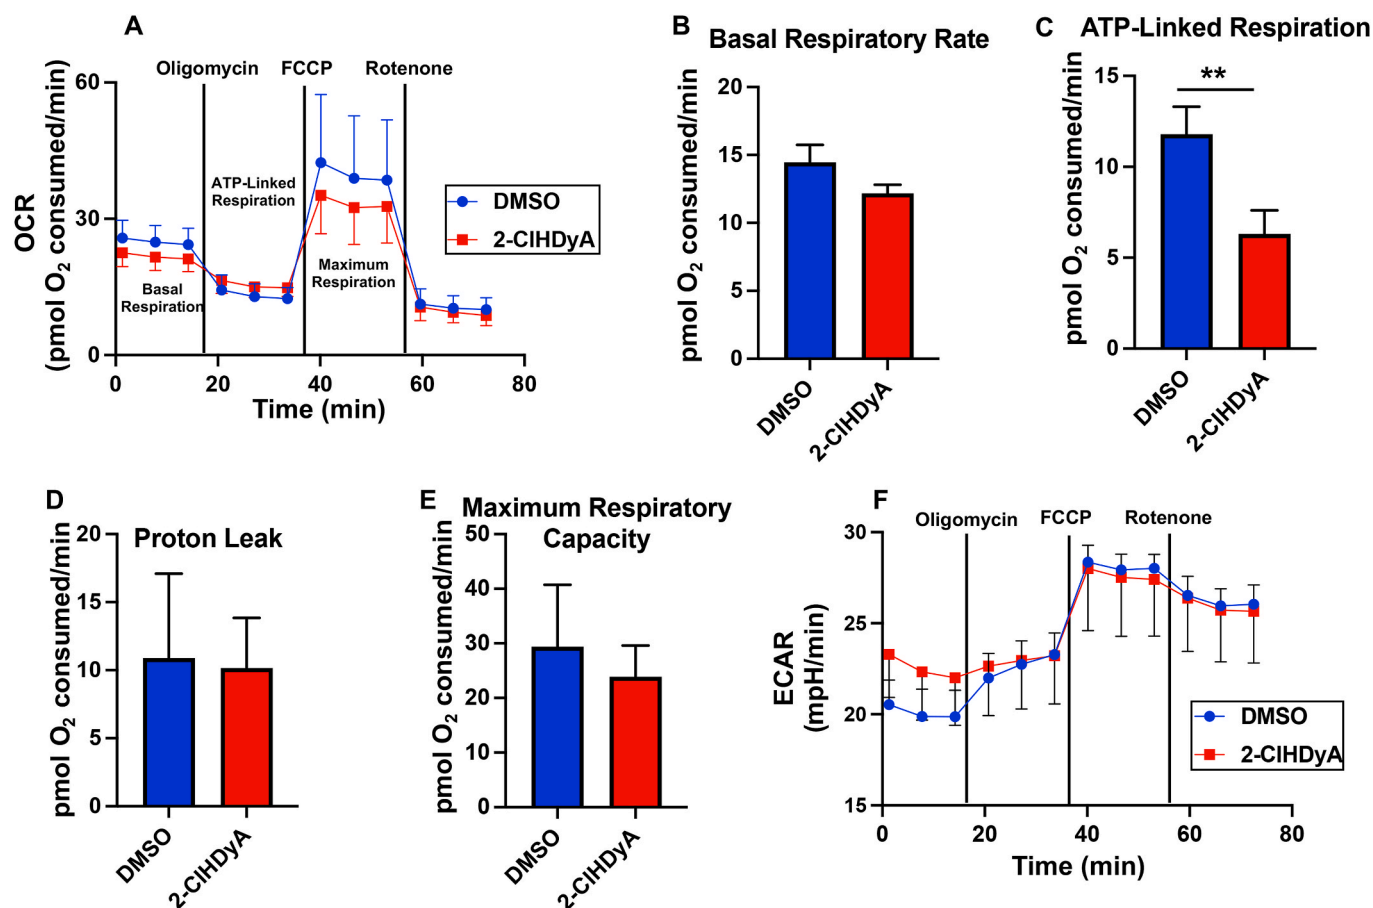 A
Oligomycin FCCP Rotenone
OCR
(pmol O2 consumed/min)
60
30
0
ATP-Linked
Respiration
Basal
Respiration
Maximum
Respiration
DMSO
2-ClHDyA
0 20 40 60 80
Time (min)
B
Basal Respiratory Rate
pmol O2 consumed/min
20
15
10
5
0
DMSO
2-ClHDyA
C
ATP-Linked Respiration
pmol O2 consumed/min
15
10
5
0
**
DMSO
2-ClHDyA
D
Proton Leak
pmol O2 consumed/min
20
15
10
5
0
DMSO
2-ClHDyA
E
Maximum Respiratory
Capacity
pmol O2 consumed/min
50
40
30
20
10
0
DMSO
2-ClHDyA
F
Oligomycin FCCP Rotenone
ECAR
(mpH/min)
30
25
20
15
DMSO
2-ClHDyA
0 20 40 60 80
Time (min)